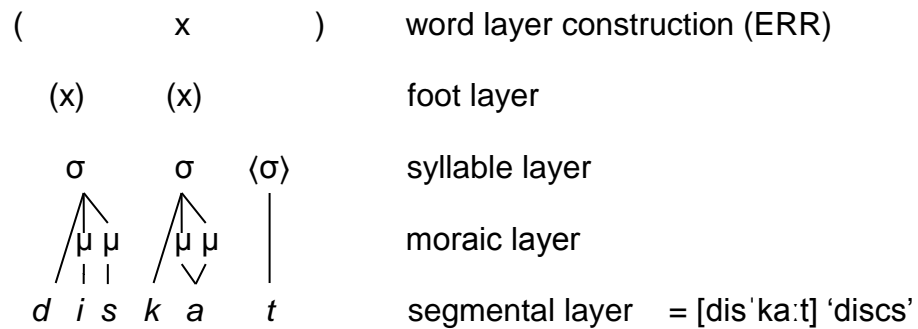 ( x ) word layer construction (ERR)
(x) (x) foot layer
σ σ ⟨σ⟩ syllable layer
μ μ μ μ moraic layer
d i s k a t segmental layer = [disˈkaːt] ‘discs’